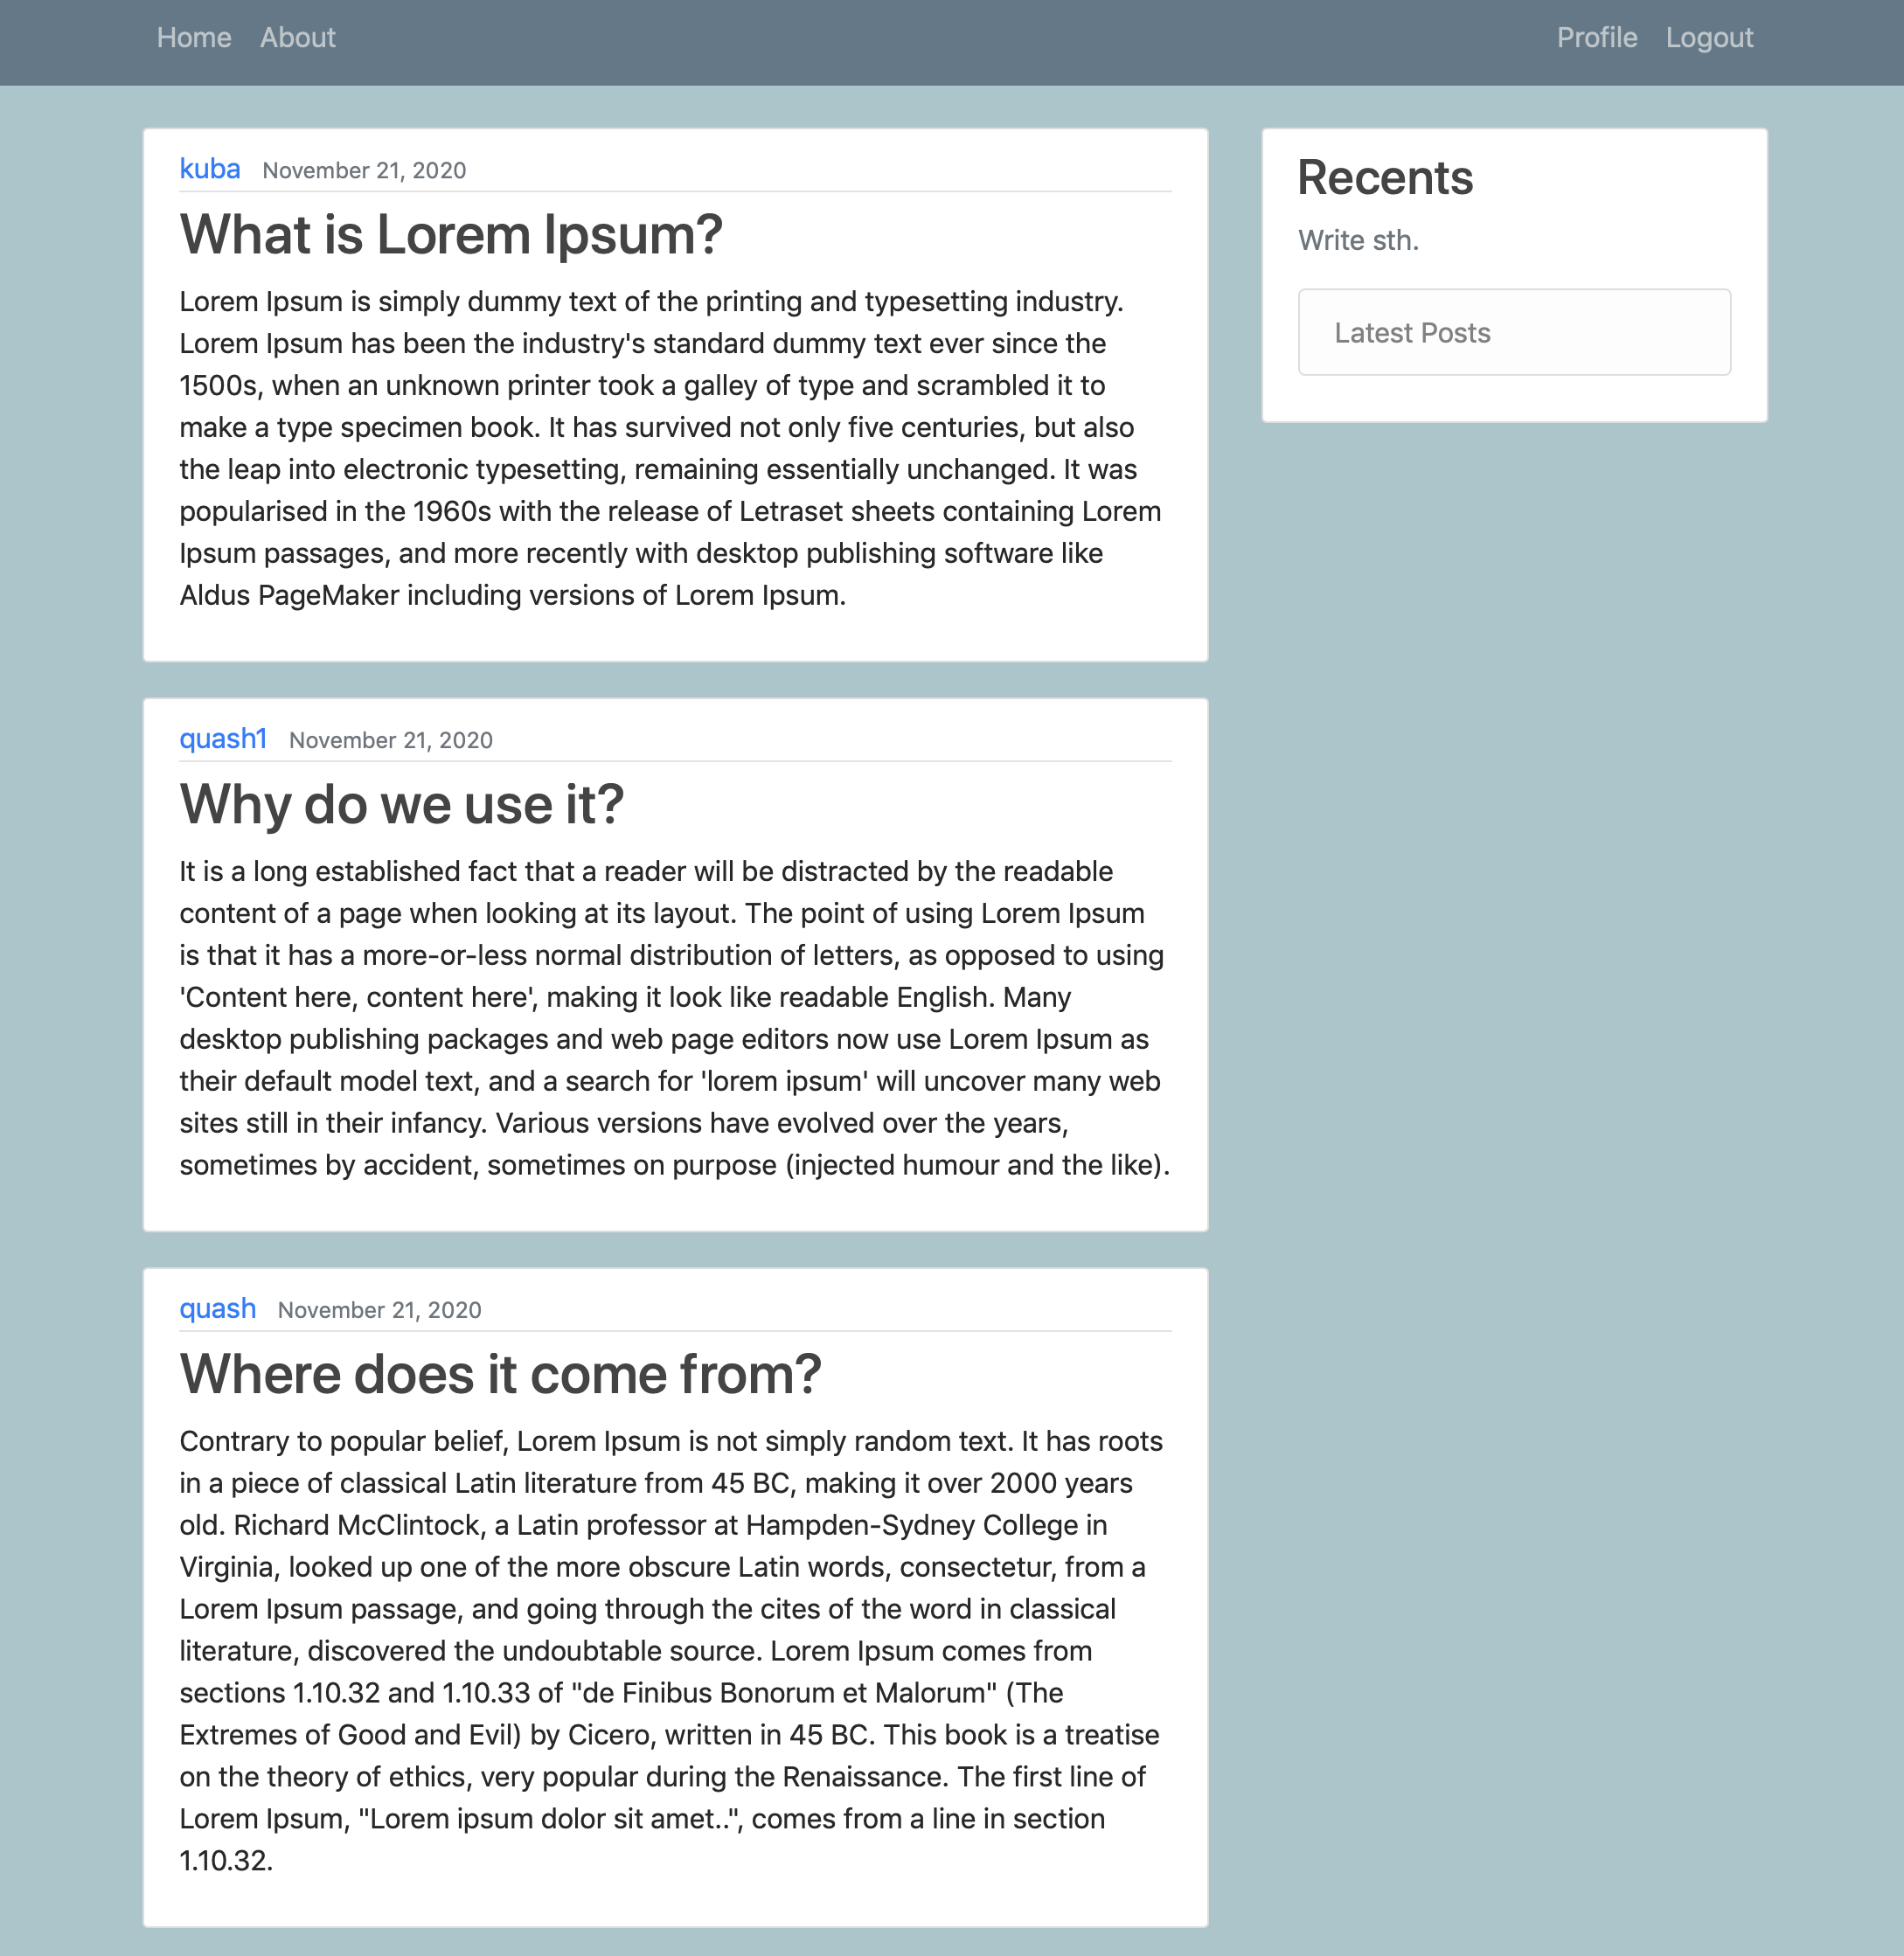 Home About Profile Logout
kuba November 21, 2020
What is Lorem Ipsum?
Lorem Ipsum is simply dummy text of the printing and typesetting industry.
Lorem Ipsum has been the industry's standard dummy text ever since the
1500s, when an unknown printer took a galley of type and scrambled it to
make a type specimen book. It has survived not only five centuries, but also
the leap into electronic typesetting, remaining essentially unchanged. It was
popularised in the 1960s with the release of Letraset sheets containing Lorem
Ipsum passages, and more recently with desktop publishing software like
Aldus PageMaker including versions of Lorem Ipsum.
quash1 November 21, 2020
Why do we use it?
It is a long established fact that a reader will be distracted by the readable
content of a page when looking at its layout. The point of using Lorem Ipsum
is that it has a more-or-less normal distribution of letters, as opposed to using
'Content here, content here', making it look like readable English. Many
desktop publishing packages and web page editors now use Lorem Ipsum as
their default model text, and a search for 'lorem ipsum' will uncover many web
sites still in their infancy. Various versions have evolved over the years,
sometimes by accident, sometimes on purpose (injected humour and the like).
quash November 21, 2020
Where does it come from?
Contrary to popular belief, Lorem Ipsum is not simply random text. It has roots
in a piece of classical Latin literature from 45 BC, making it over 2000 years
old. Richard McClintock, a Latin professor at Hampden-Sydney College in
Virginia, looked up one of the more obscure Latin words, consectetur, from a
Lorem Ipsum passage, and going through the cites of the word in classical
literature, discovered the undoubtable source. Lorem Ipsum comes from
sections 1.10.32 and 1.10.33 of "de Finibus Bonorum et Malorum" (The
Extremes of Good and Evil) by Cicero, written in 45 BC. This book is a treatise
on the theory of ethics, very popular during the Renaissance. The first line of
Lorem Ipsum, "Lorem ipsum dolor sit amet..", comes from a line in section
1.10.32.
Recents
Write sth.
Latest Posts